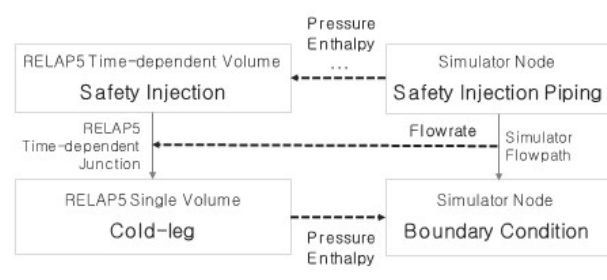 Pressure
Enthalpy
...
RELAP5 Time-dependent Volume
Safety Injection
Simulator Node
Safety Injection Piping
RELAP5
Time-dependent
Junction
Flowrate
Simulator
Flowpath
RELAP5 Single Volume
Cold-leg
Simulator Node
Boundary Condition
Pressure
Enthalpy